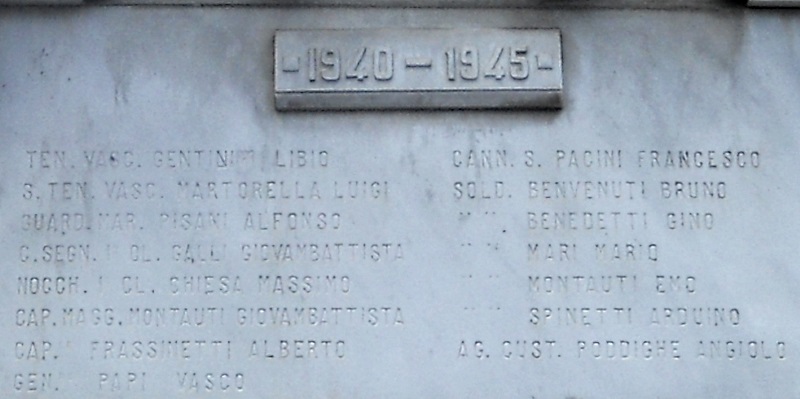 -1940-1945-
TEN. VASC. GENTINI LIBIO
S. TEN. VASC. MARTORELLA LUIGI
GUARD. MAR. PISANI ALFONSO
C. SEGN. I CL. GALLI GIOVAMBATTISTA
NOCCH. I CL. CHIESA MASSIMO
CAP. MAGG. MONTAUTI GIOVAMBATTISTA
CAP. " FRASSINETTI ALBERTO
GEN. PAPI VASCO
CANN. S. PACINI FRANCESCO
SOLD. BENVENUTI BRUNO
" " . BENEDETTI GINO
" " MARI MARIO
" " MONTAUTI EMO
" " SPINETTI ARDUINO
AG. CUST. PODDIGHE ANGIOLO